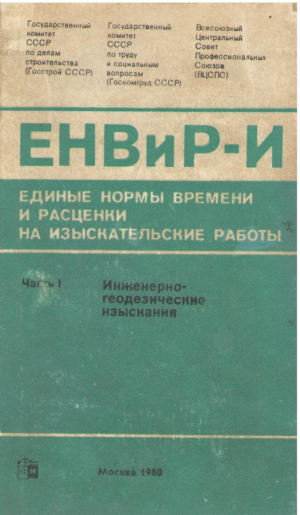 Государственный
комитет
СССР
по делам
строительства
(Госстрой СССР)
Государственный
комитет
СССР
по труду
и социальным
вопросам
(Госкомтруд СССР)
Всесоюзный
Центральный
Совет
Профессиональных
Союзов
(ВЦСПС)
ЕНВиР-И
ЕДИНЫЕ НОРМЫ ВРЕМЕНИ
И РАСЦЕНКИ
НА ИЗЫСКАТЕЛЬСКИЕ РАБОТЫ
Часть I
Инженерно-
геодезические
изыскания
Москва 1980